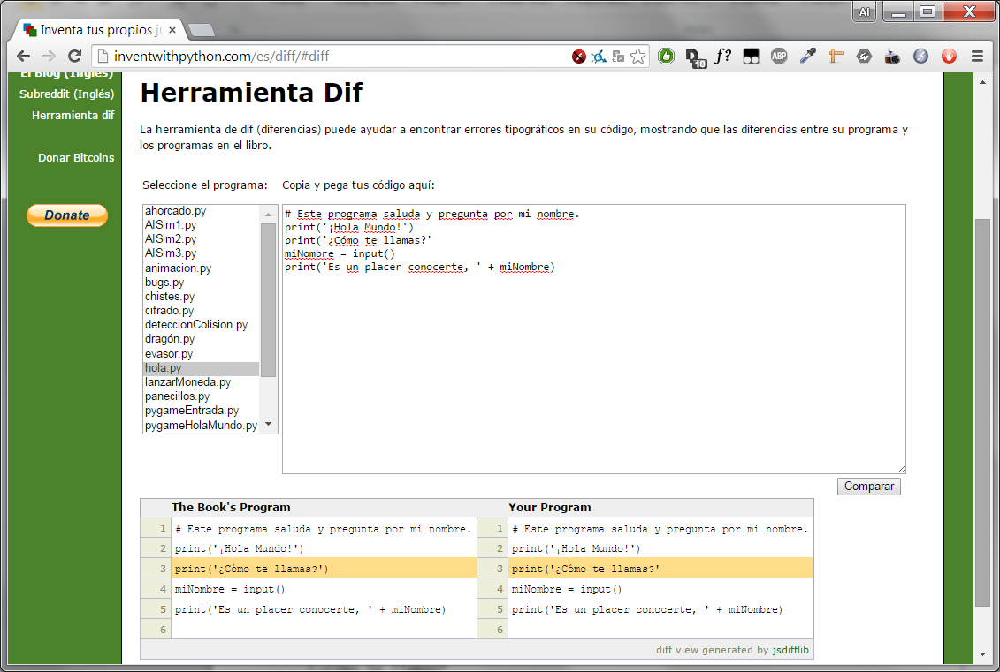 AI
Inventa tus propios j
inventwithpython.com/es/diff/#diff
18
f?
ABP
El Blog (Inglés)
Subreddit (Inglés)
Herramienta dif
Donar Bitcoins
Donate
Herramienta Dif
La herramienta de dif (diferencias) puede ayudar a encontrar errores tipográficos en su código, mostrando que las diferencias entre su programa y
los programas en el libro.
Seleccione el programa:
Copia y pega tus código aquí:
ahorcado.py
AISim1.py
AISim2.py
AISim3.py
animacion.py
bugs.py
chistes.py
cifrado.py
deteccionColision.py
dragón.py
evasor.py
hola.py
lanzarMoneda.py
panecillos.py
pygameEntrada.py
pygameHolaMundo.py
# Este programa saluda y pregunta por mi nombre.
print('¡Hola Mundo!')
print('¿Cómo te llamas?'
miNombre = input()
print('Es un placer conocerte, ' + miNombre)
Comparar
The Book's Program Your Program
1 # Este programa saluda y pregunta por mi nombre. 1 # Este programa saluda y pregunta por mi nombre.
2 print('¡Hola Mundo!') 2 print('¡Hola Mundo!')
3 print('¿Cómo te llamas?') 3 print('¿Cómo te llamas?'
4 miNombre = input() 4 miNombre = input()
5 print('Es un placer conocerte, ' + miNombre) 5 print('Es un placer conocerte, ' + miNombre)
6 6
diff view generated by jsdifflib